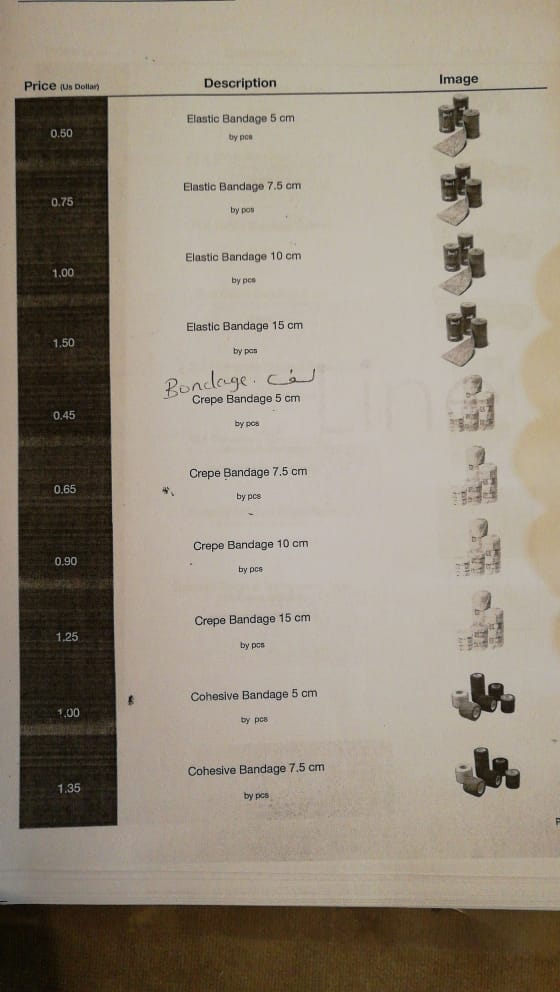 Price (Us Dollar) Description Image
0.50 Elastic Bandage 5 cm
by pcs
0.75 Elastic Bandage 7.5 cm
by pcs
1.00 Elastic Bandage 10 cm
by pcs
1.50 Elastic Bandage 15 cm
by pcs
Bondage. لف
0.45 Crepe Bandage 5 cm
by pcs
0.65 Crepe Bandage 7.5 cm
by pcs
0.90 Crepe Bandage 10 cm
by pcs
1.25 Crepe Bandage 15 cm
by pcs
1.00 Cohesive Bandage 5 cm
by pcs
1.35 Cohesive Bandage 7.5 cm
by pcs